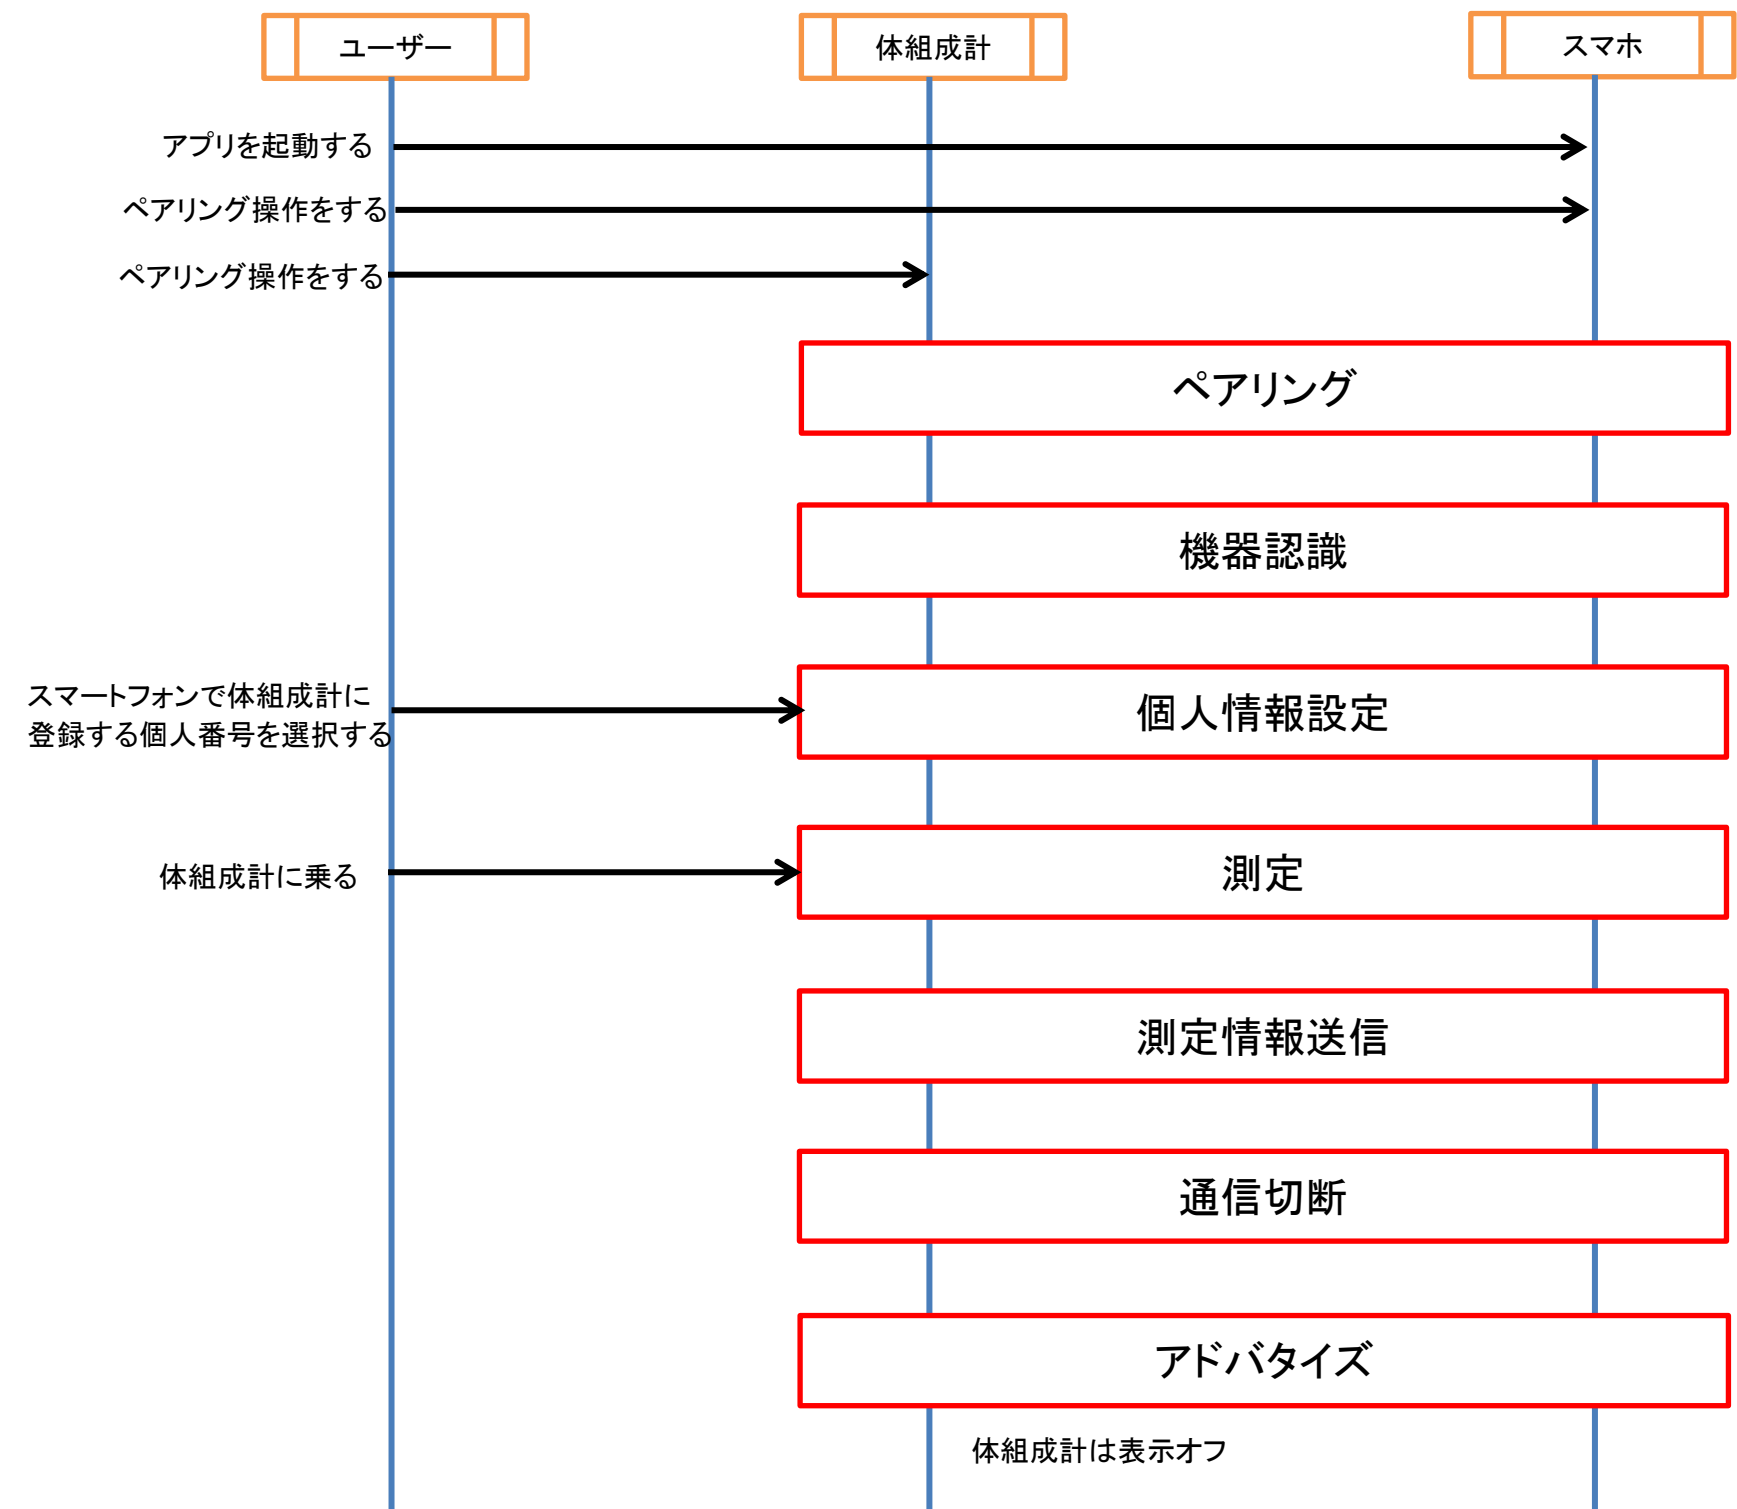 ユーザー
体組成計
スマホ
アプリを起動する
ペアリング操作をする
ペアリング操作をする
ペアリング
機器認識
スマートフォンで体組成計に
登録する個人番号を選択する
個人情報設定
体組成計に乗る
測定
測定情報送信
通信切断
アドバタイズ
体組成計は表示オフ